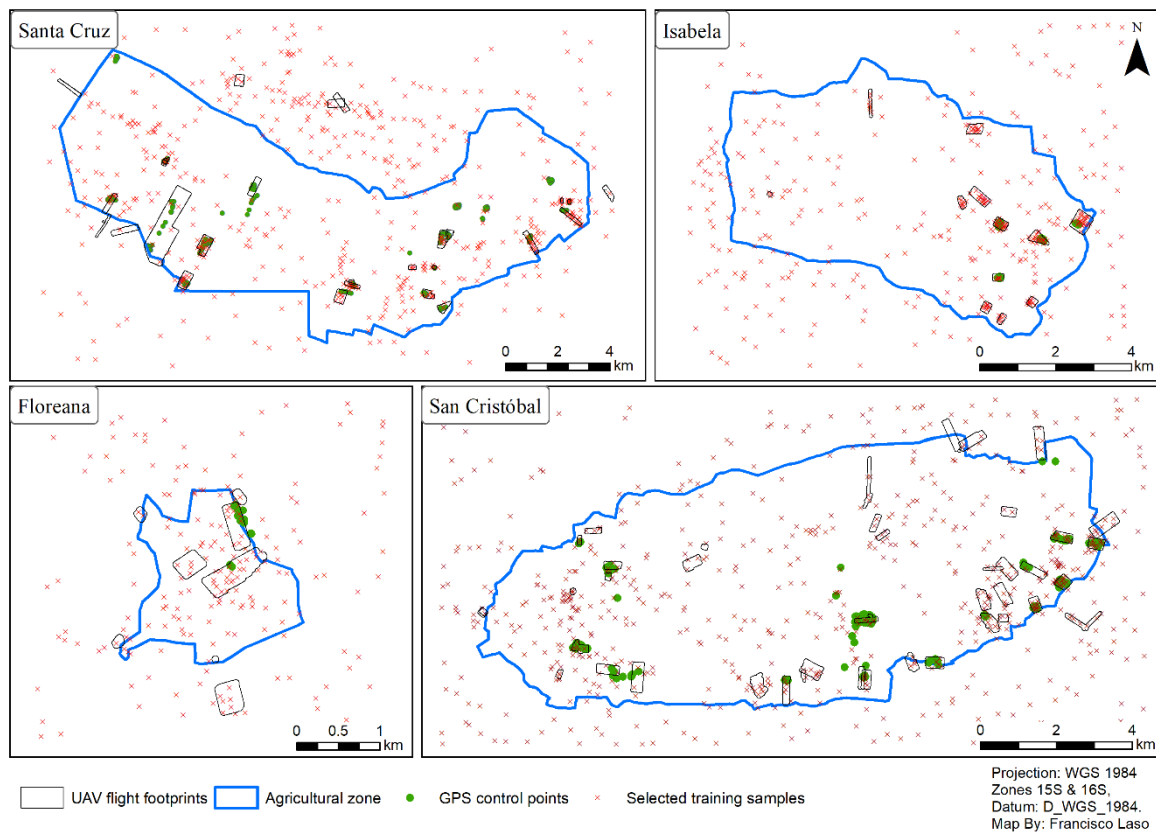 Santa Cruz
Isabela
N
0 2 4
km
0 2 4
km
Floreana
San Cristóbal
0 0.5 1
km
0 2 4
km
UAV flight footprints
Agricultural zone
GPS control points
Selected training samples
Projection: WGS 1984
Zones 15S & 16S,
Datum: D_WGS_1984.
Map By: Francisco Laso